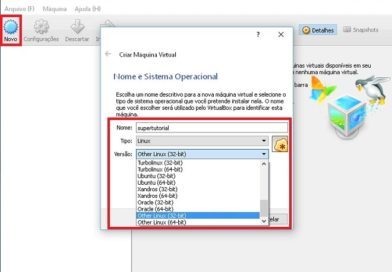 Arquivo (F) Máquina Ajuda (H)
Novo Configurações Descartar
Detalhes Snapshots
Criar Máquina Virtual
Nome e Sistema Operacional
Escolha um nome descritivo para a nova máquina virtual e selecione o
tipo de sistema operacional que você pretende instalar nela. O nome
que você escolher será utilizado pelo VirtualBox para identificar esta
máquina.
Nome: supertutorial
Tipo: Linux
Versão: Other Linux (32-bit)
Turbolinux (32-bit)
Turbolinux (64-bit)
Ubuntu (32-bit)
Ubuntu (64-bit)
Xandros (32-bit)
Xandros (64-bit)
Oracle (32-bit)
Oracle (64-bit)
Other Linux (32-bit)
Other Linux (64-bit)
elar
uinas virtuais disponíveis em seu
nenhuma máquina virtual.
barra